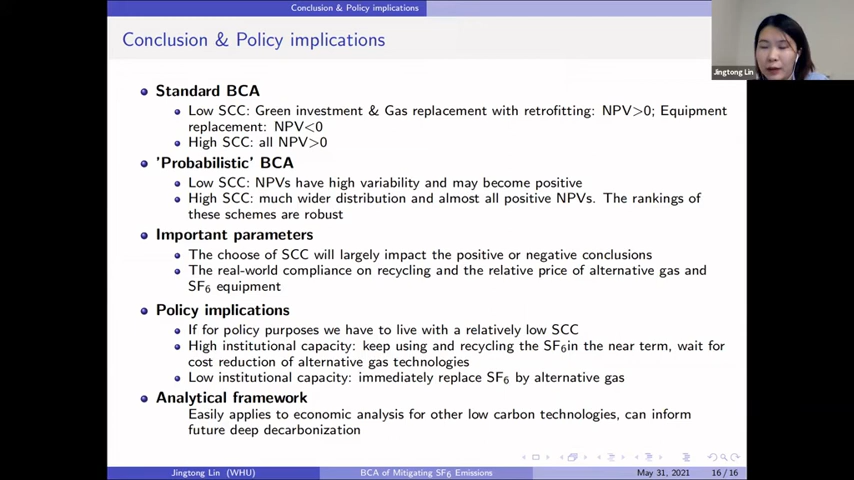 Conclusion & Policy implications
Conclusion & Policy implications
Jingtong Lin
Standard BCA
Low SCC: Green investment & Gas replacement with retrofitting: NPV>0; Equipment
replacement: NPV<0
High SCC: all NPV>0
'Probabilistic' BCA
Low SCC: NPVs have high variability and may become positive
High SCC: much wider distribution and almost all positive NPVs. The rankings of
these schemes are robust
Important parameters
The choose of SCC will largely impact the positive or negative conclusions
The real-world compliance on recycling and the relative price of alternative gas and
SF6 equipment
Policy implications
If for policy purposes we have to live with a relatively low SCC
High institutional capacity: keep using and recycling the SF6in the near term, wait for
cost reduction of alternative gas technologies
Low institutional capacity: immediately replace SF6 by alternative gas
Analytical framework
Easily applies to economic analysis for other low carbon technologies, can inform
future deep decarbonization
Jingtong Lin (WHU)
BCA of Mitigating SF6 Emissions
May 31, 2021
16 / 16